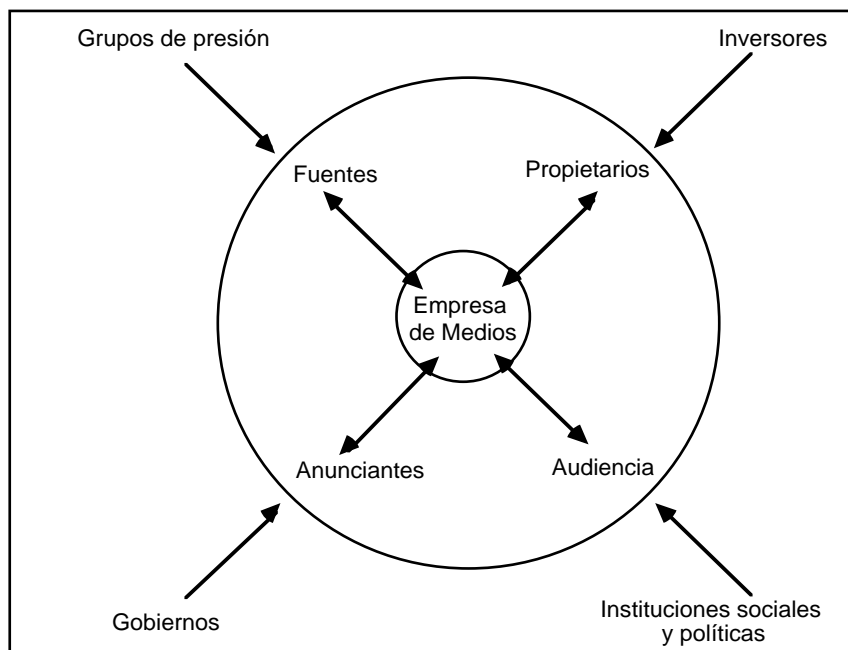 Grupos de presión
Inversores
Fuentes
Propietarios
Empresa
de Medios
Anunciantes
Audiencia
Gobiernos
Instituciones sociales
y políticas